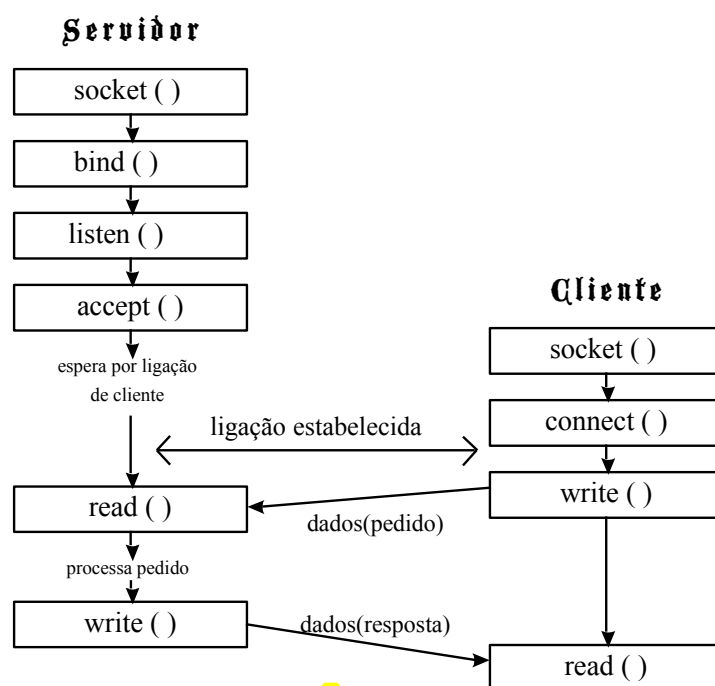 Servidor
socket ( )
bind ( )
listen ( )
accept ( )
espera por ligação
de cliente
Cliente
socket ( )
connect ( )
ligação estabelecida
write ( )
read ( )
dados(pedido)
processa pedido
write ( )
dados(resposta)
read ( )